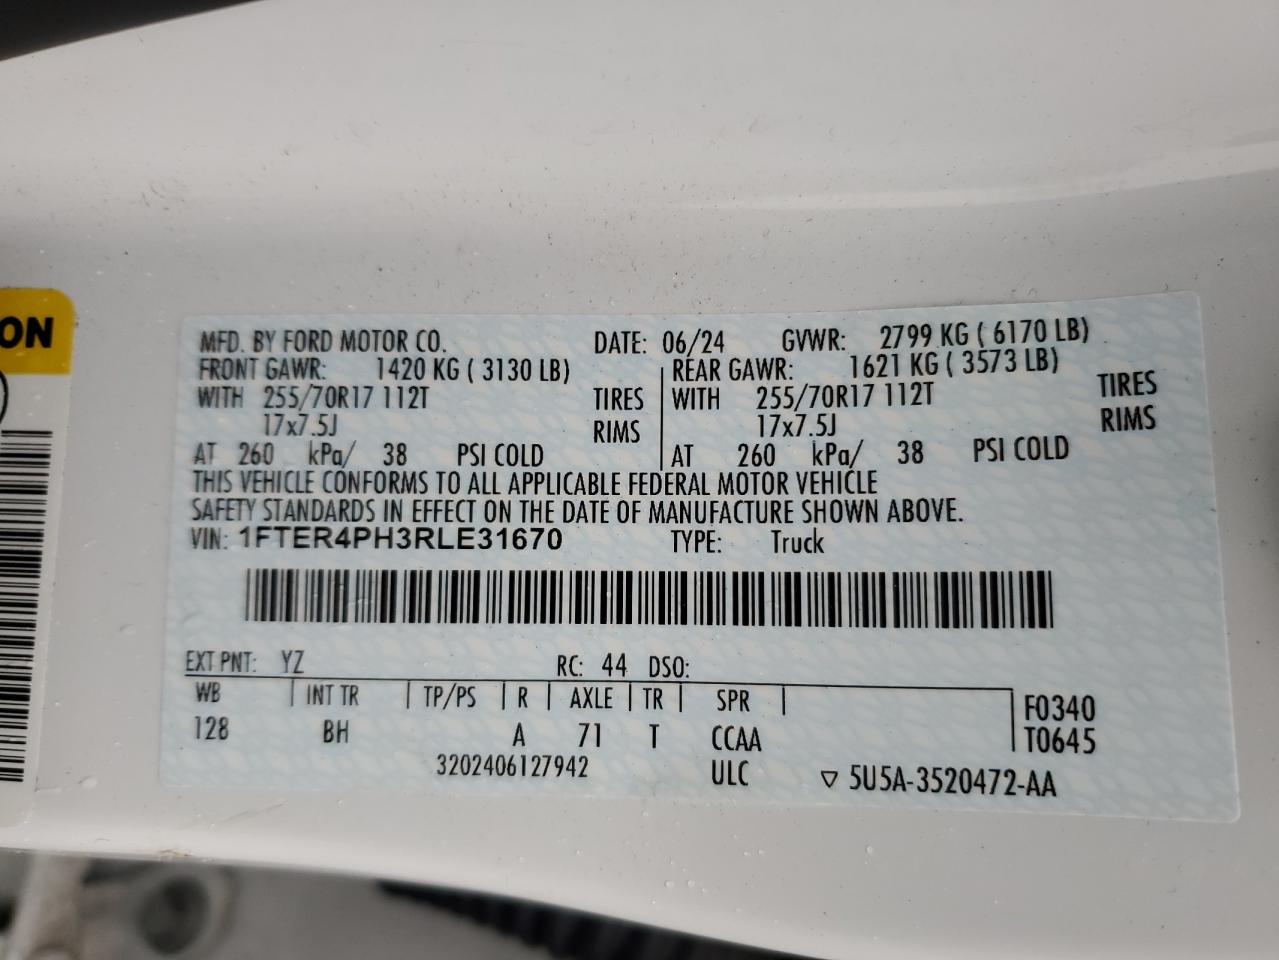 ON
MFD. BY FORD MOTOR CO. DATE: 06/24 GVWR: 2799 KG ( 6170 LB)
FRONT GAWR: 1420 KG ( 3130 LB) REAR GAWR: 1621 KG ( 3573 LB)
WITH 255/70R17 112T TIRES WITH 255/70R17 112T TIRES
17x7.5J RIMS 17x7.5J RIMS
AT 260 kPa/ 38 PSI COLD AT 260 kPa/ 38 PSI COLD
THIS VEHICLE CONFORMS TO ALL APPLICABLE FEDERAL MOTOR VEHICLE
SAFETY STANDARDS IN EFFECT ON THE DATE OF MANUFACTURE SHOWN ABOVE.
VIN: 1FTER4PH3RLE31670 TYPE: Truck
EXT PNT: YZ RC: 44 DSO:
WB INT TR TP/PS R AXLE TR SPR F0340
128 BH A 71 T CCAA T0645
3202406127942 ULC ▽ 5U5A-3520472-AA